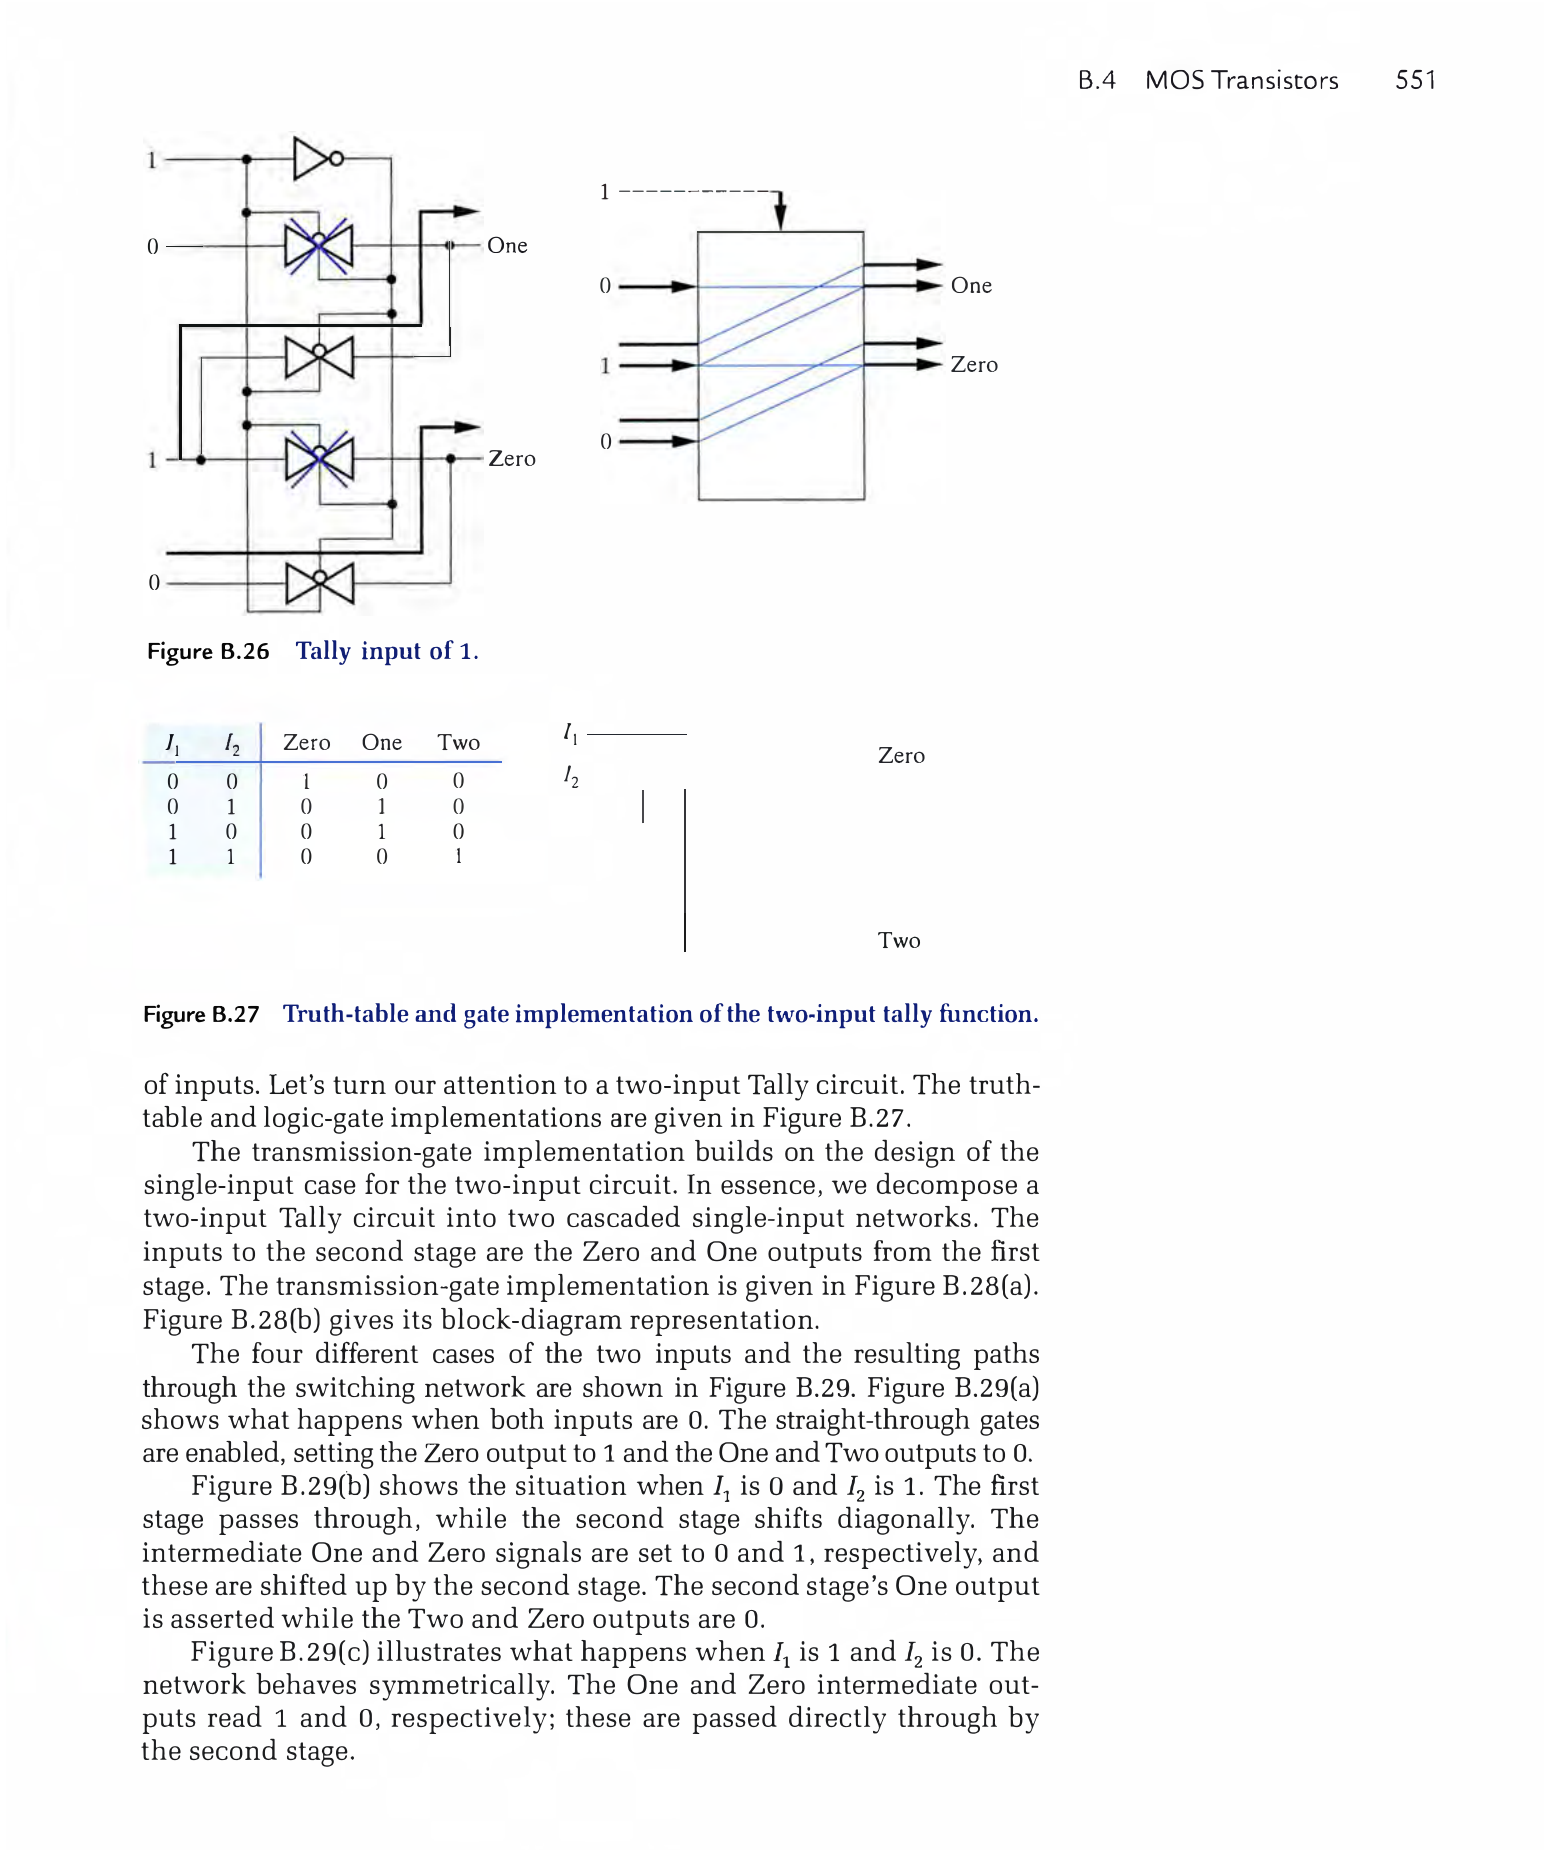 B.4 MOS Transistors 551
1
0
One
1
Zero
0
1
0
One
1
Zero
0
Figure B.26 Tally input of 1.
I₁ I₂ Zero One Two
0 0 1 0 0
0 1 0 1 0
1 0 0 1 0
1 1 0 0 1
I₁
I₂
Zero
Two
Figure B.27 Truth-table and gate implementation of the two-input tally function.
of inputs. Let's turn our attention to a two-input Tally circuit. The truth-
table and logic-gate implementations are given in Figure B.27.
The transmission-gate implementation builds on the design of the
single-input case for the two-input circuit. In essence, we decompose a
two-input Tally circuit into two cascaded single-input networks. The
inputs to the second stage are the Zero and One outputs from the first
stage. The transmission-gate implementation is given in Figure B.28(a).
Figure B.28(b) gives its block-diagram representation.
The four different cases of the two inputs and the resulting paths
through the switching network are shown in Figure B.29. Figure B.29(a)
shows what happens when both inputs are 0. The straight-through gates
are enabled, setting the Zero output to 1 and the One and Two outputs to 0.
Figure B.29(b) shows the situation when I₁ is 0 and I₂ is 1. The first
stage passes through, while the second stage shifts diagonally. The
intermediate One and Zero signals are set to 0 and 1, respectively, and
these are shifted up by the second stage. The second stage's One output
is asserted while the Two and Zero outputs are 0.
Figure B.29(c) illustrates what happens when I₁ is 1 and I₂ is 0. The
network behaves symmetrically. The One and Zero intermediate out-
puts read 1 and 0, respectively; these are passed directly through by
the second stage.